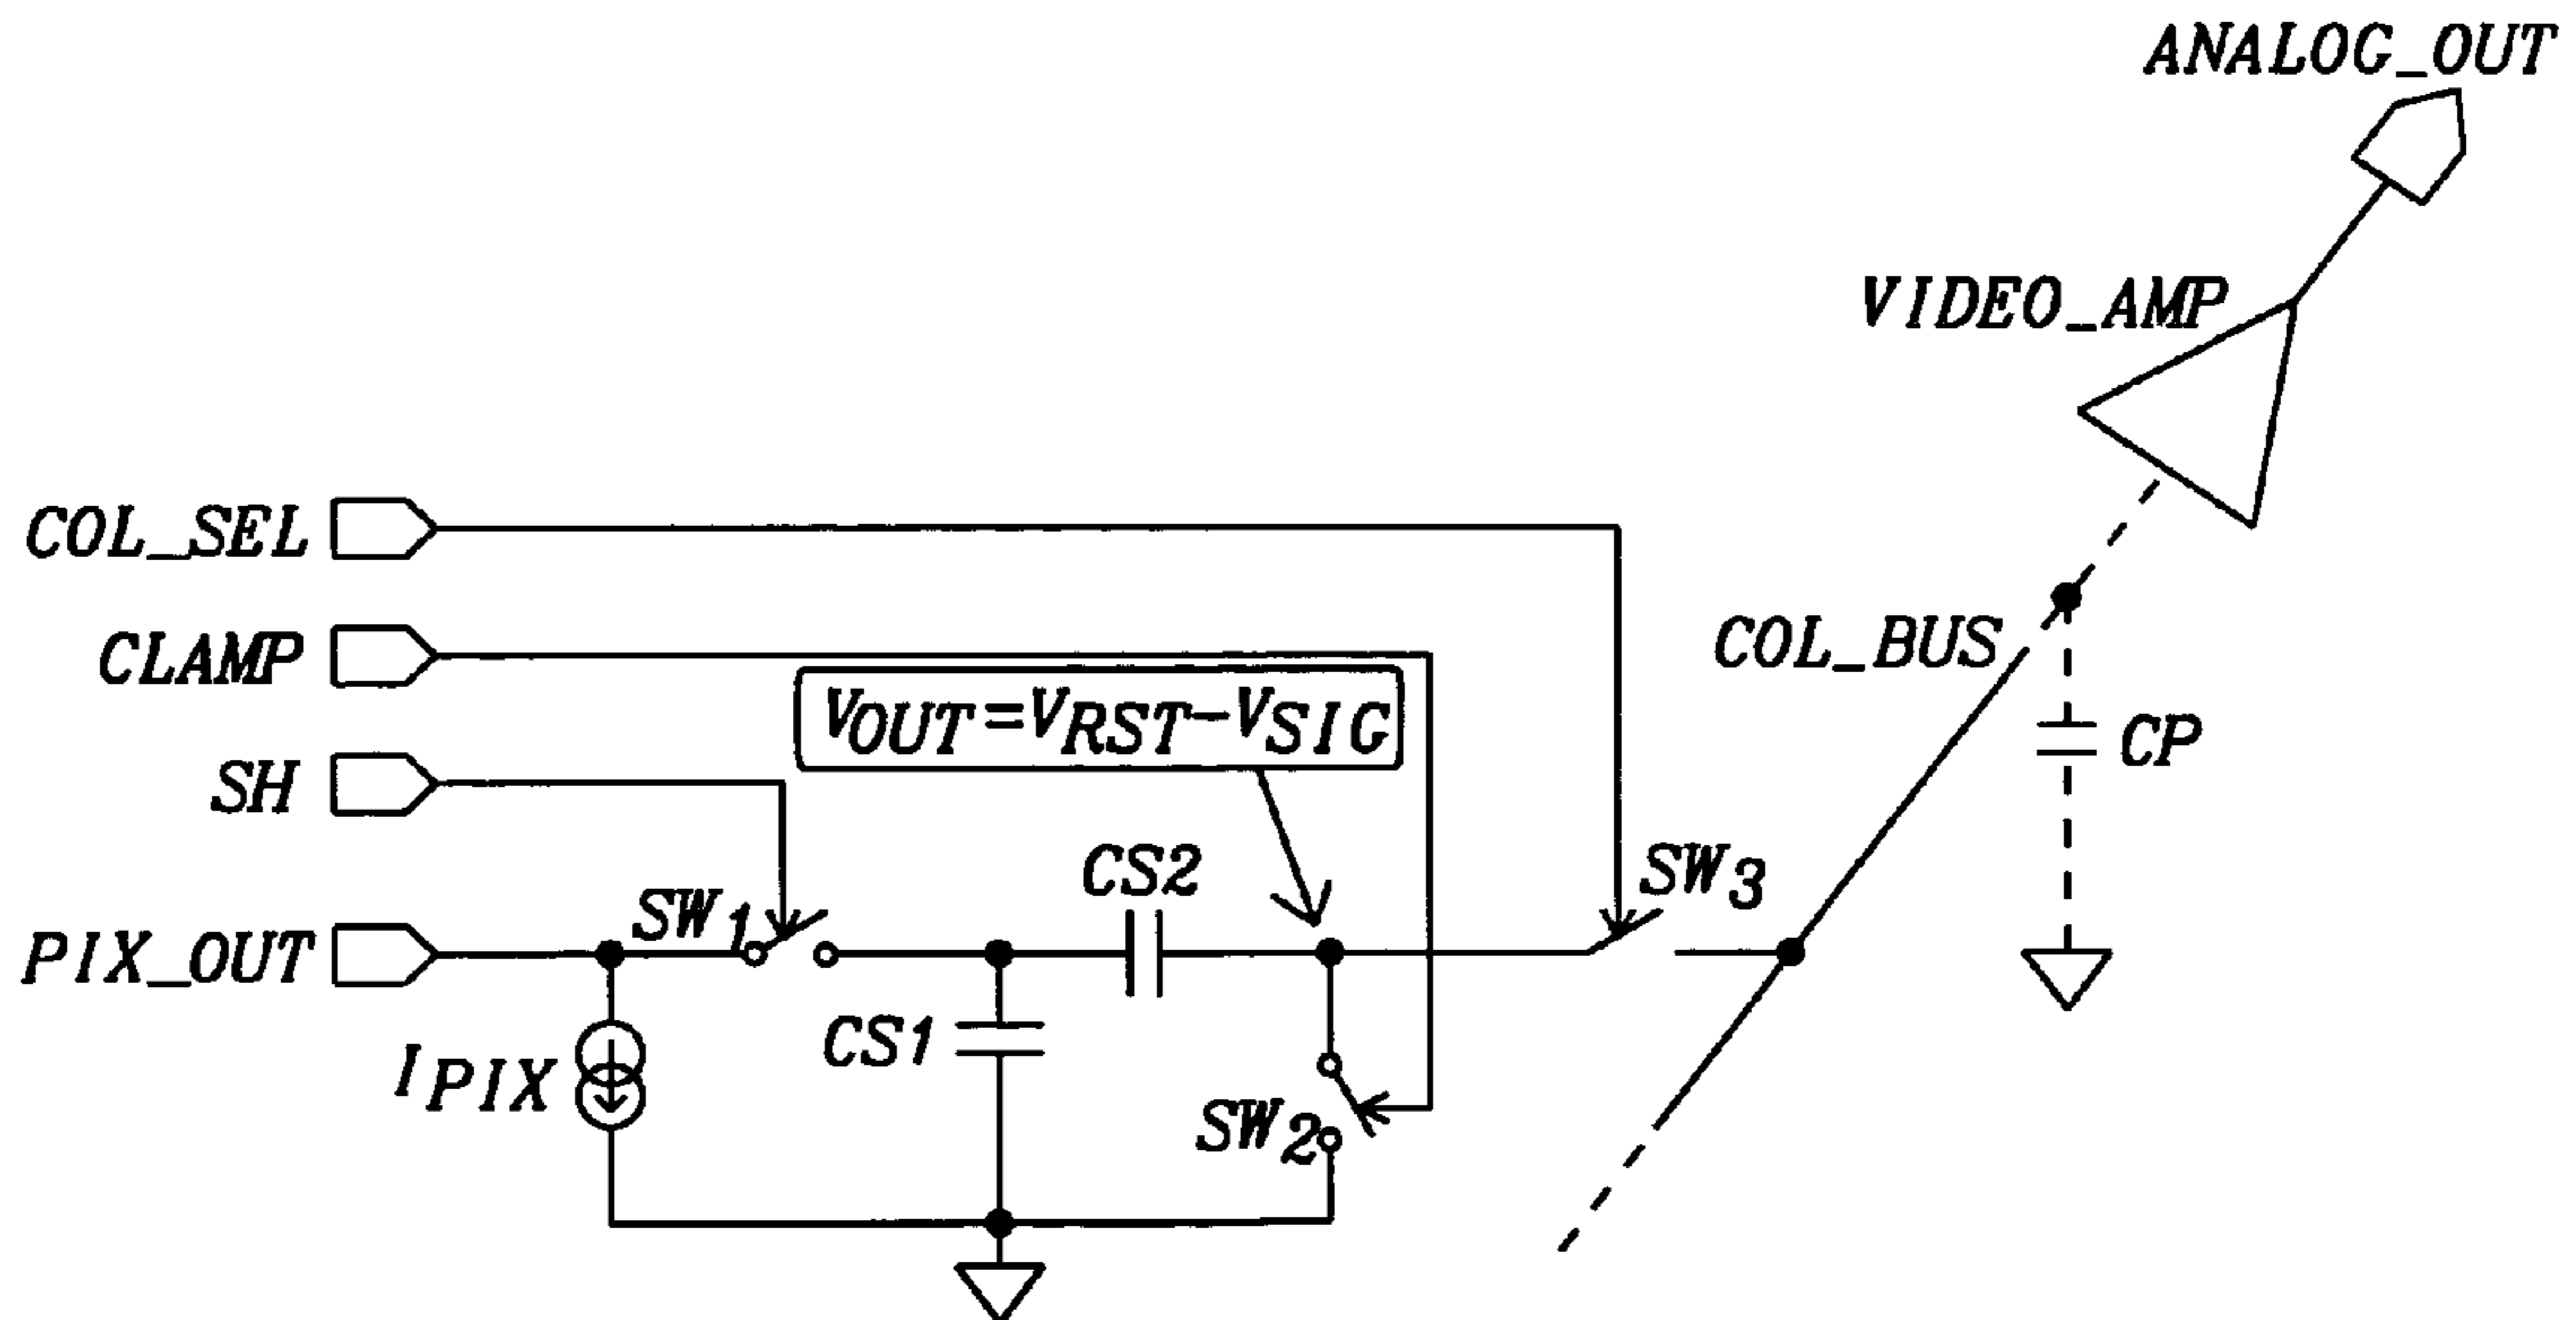 ANALOG_OUT
VIDEO_AMP
COL_SEL
COL_BUS
CLAMP
VOUT=VRST-VSIG
CP
SH
CS2
SW3
SW1
PIX_OUT
CS1
IPIX
SW2